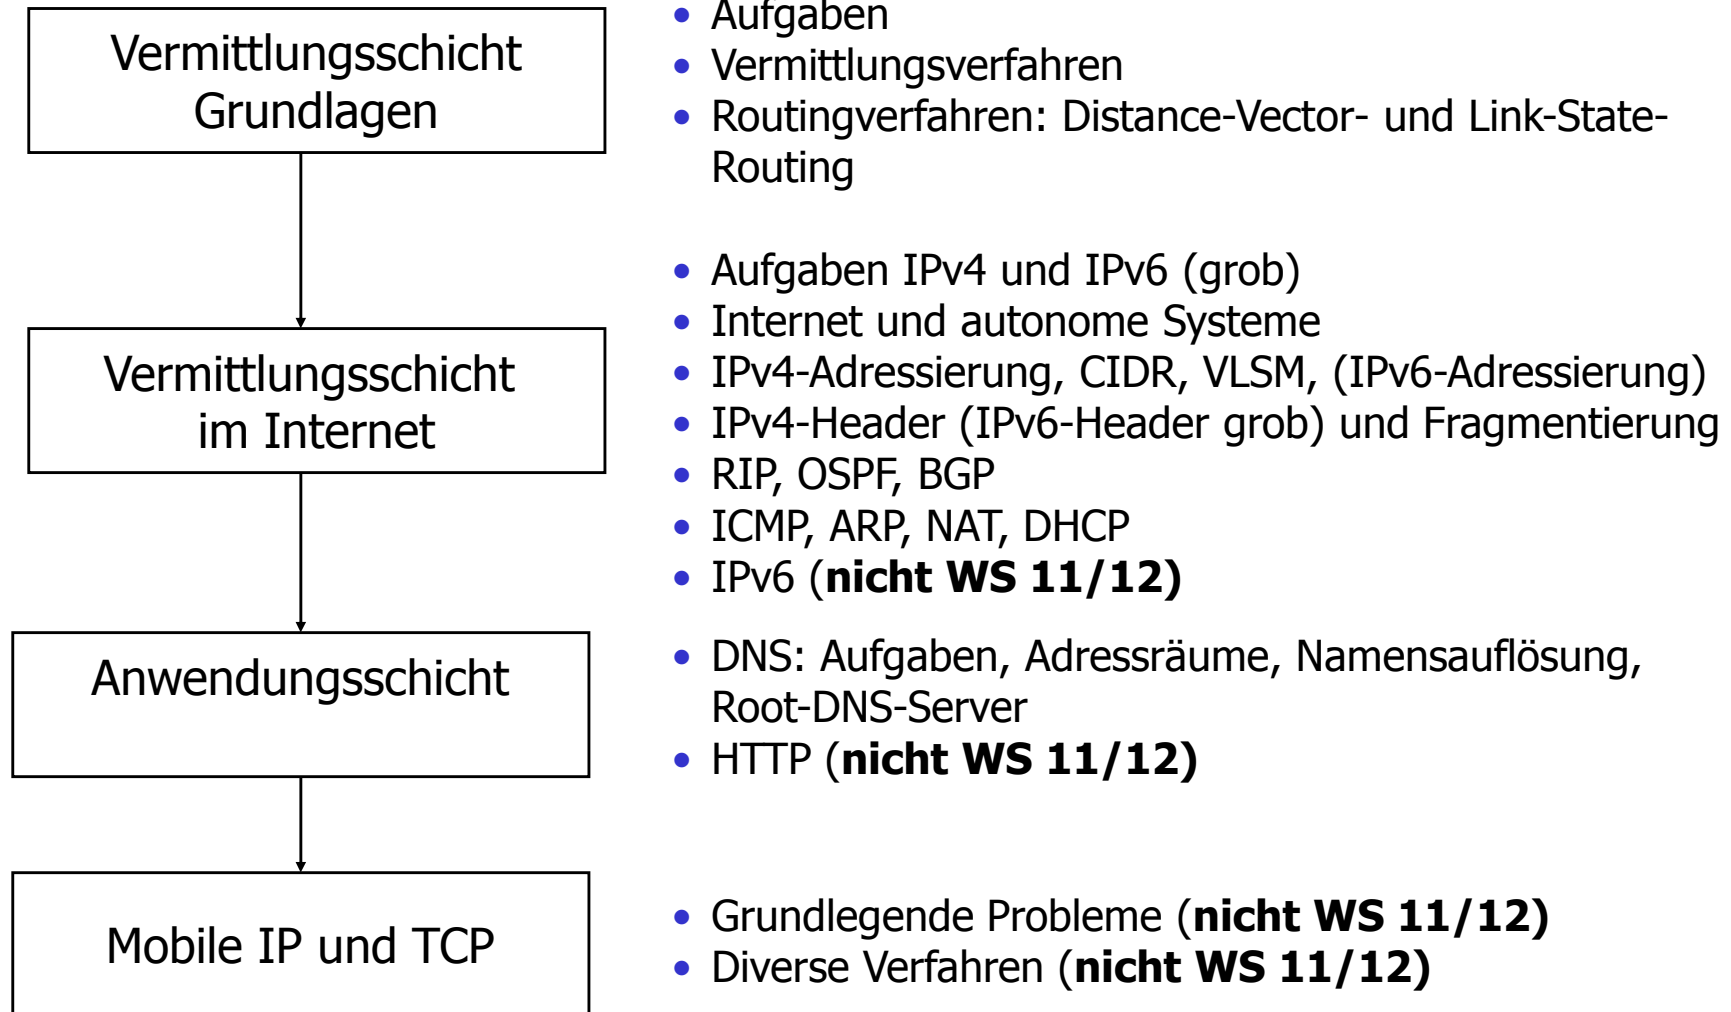 Vermittlungsschicht
Grundlagen
• Aufgaben
• Vermittlungsverfahren
• Routingverfahren: Distance-Vector- und Link-State-
Routing
Vermittlungsschicht
im Internet
• Aufgaben IPv4 und IPv6 (grob)
• Internet und autonome Systeme
• IPv4-Adressierung, CIDR, VLSM, (IPv6-Adressierung)
• IPv4-Header (IPv6-Header grob) und Fragmentierung
• RIP, OSPF, BGP
• ICMP, ARP, NAT, DHCP
• IPv6 (nicht WS 11/12)
Anwendungsschicht
• DNS: Aufgaben, Adressräume, Namensauflösung,
Root-DNS-Server
• HTTP (nicht WS 11/12)
Mobile IP und TCP
• Grundlegende Probleme (nicht WS 11/12)
• Diverse Verfahren (nicht WS 11/12)